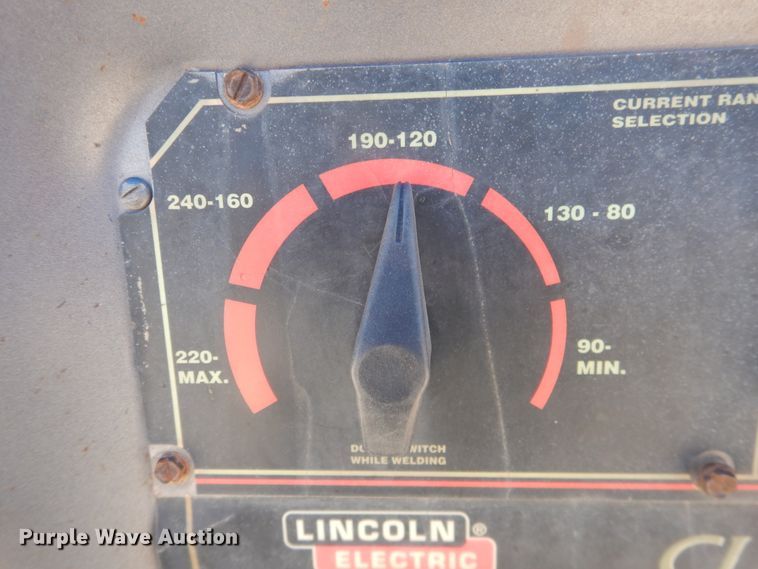 CURRENT RAN
SELECTION
190-120
240-160
130 - 80
220-
MAX.
90-
MIN.
WHILE WELDING
LINCOLN ®
ELECTRIC
Purple Wave Auction